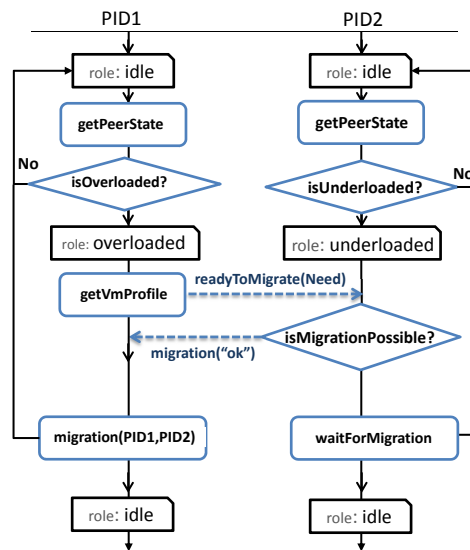 PID1 PID2
role: idle role: idle
getPeerState getPeerState
No No
isOverloaded? isUnderloaded?
role: overloaded role: underloaded
readyToMigrate(Need)
getVmProfile
isMigrationPossible?
migration(“ok”)
migration(PID1,PID2) waitForMigration
role: idle role: idle